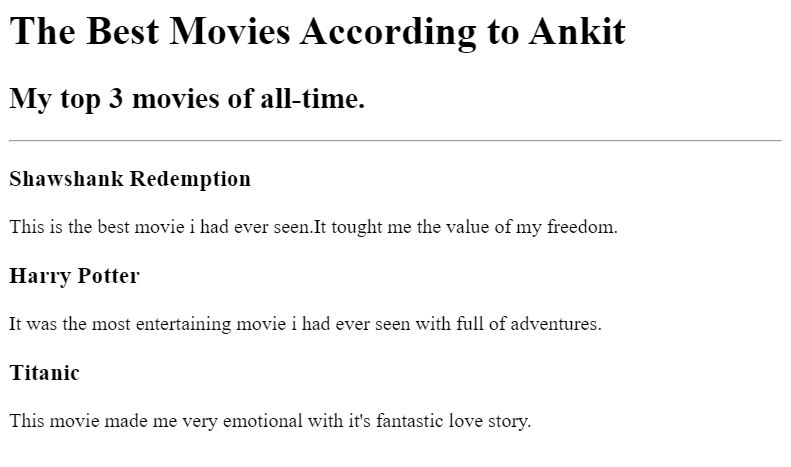 The Best Movies According to Ankit
My top 3 movies of all-time.
Shawshank Redemption
This is the best movie i had ever seen.It tought me the value of my freedom.
Harry Potter
It was the most entertaining movie i had ever seen with full of adventures.
Titanic
This movie made me very emotional with it's fantastic love story.